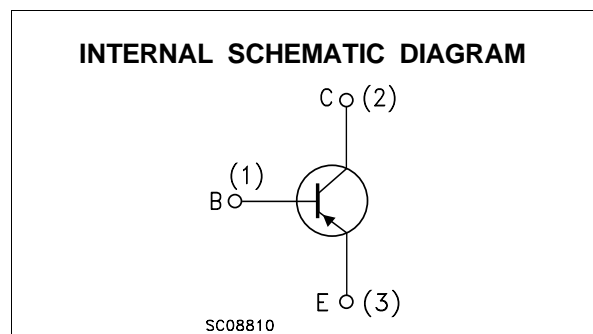 INTERNAL SCHEMATIC DIAGRAM
C (2)
(1)
B
E (3)
SC08810